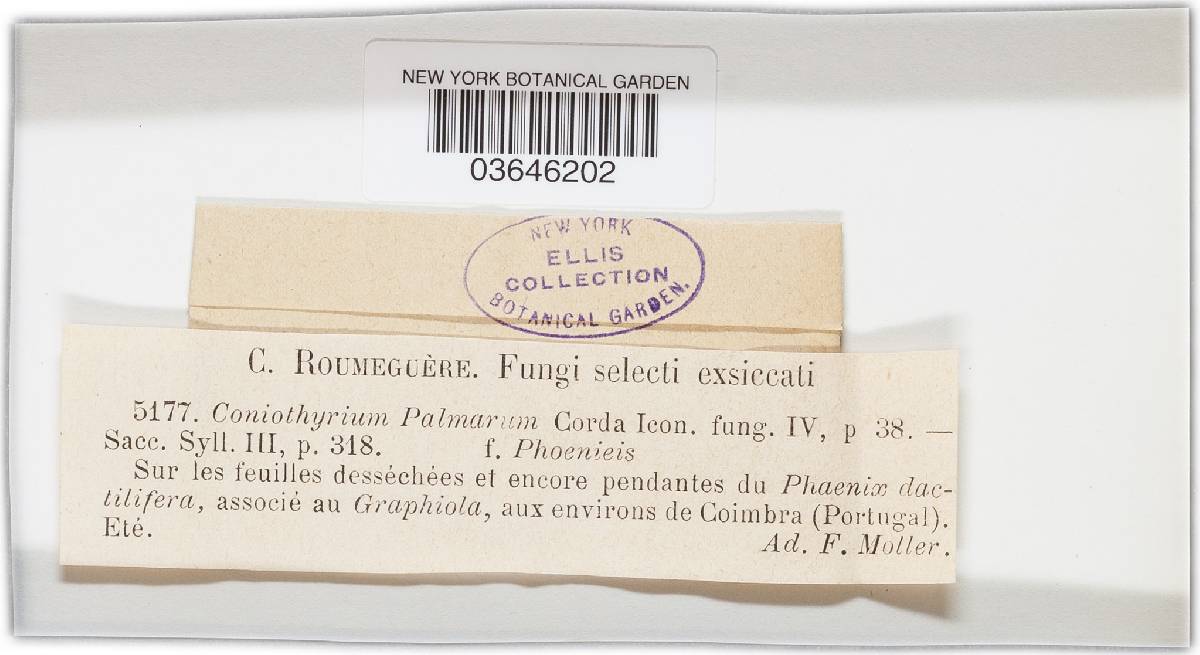 NEW YORK BOTANICAL GARDEN
03646202
NEW YORK
ELLIS
COLLECTION
BOTANICAL GARDEN.
C. ROUMEGUÈRE. Fungi selecti exsiccati
5177. Coniothyrium Palmarum Corda Icon. fung. IV, p 38. —
Sacc. Syll. III, p. 318. f. Phoenieis
Sur les feuilles desséchées et encore pendantes du Phaenix dac-
tilifera, associé au Graphiola, aux environs de Coimbra (Portugal).
Eté.
Ad. F. Moller.